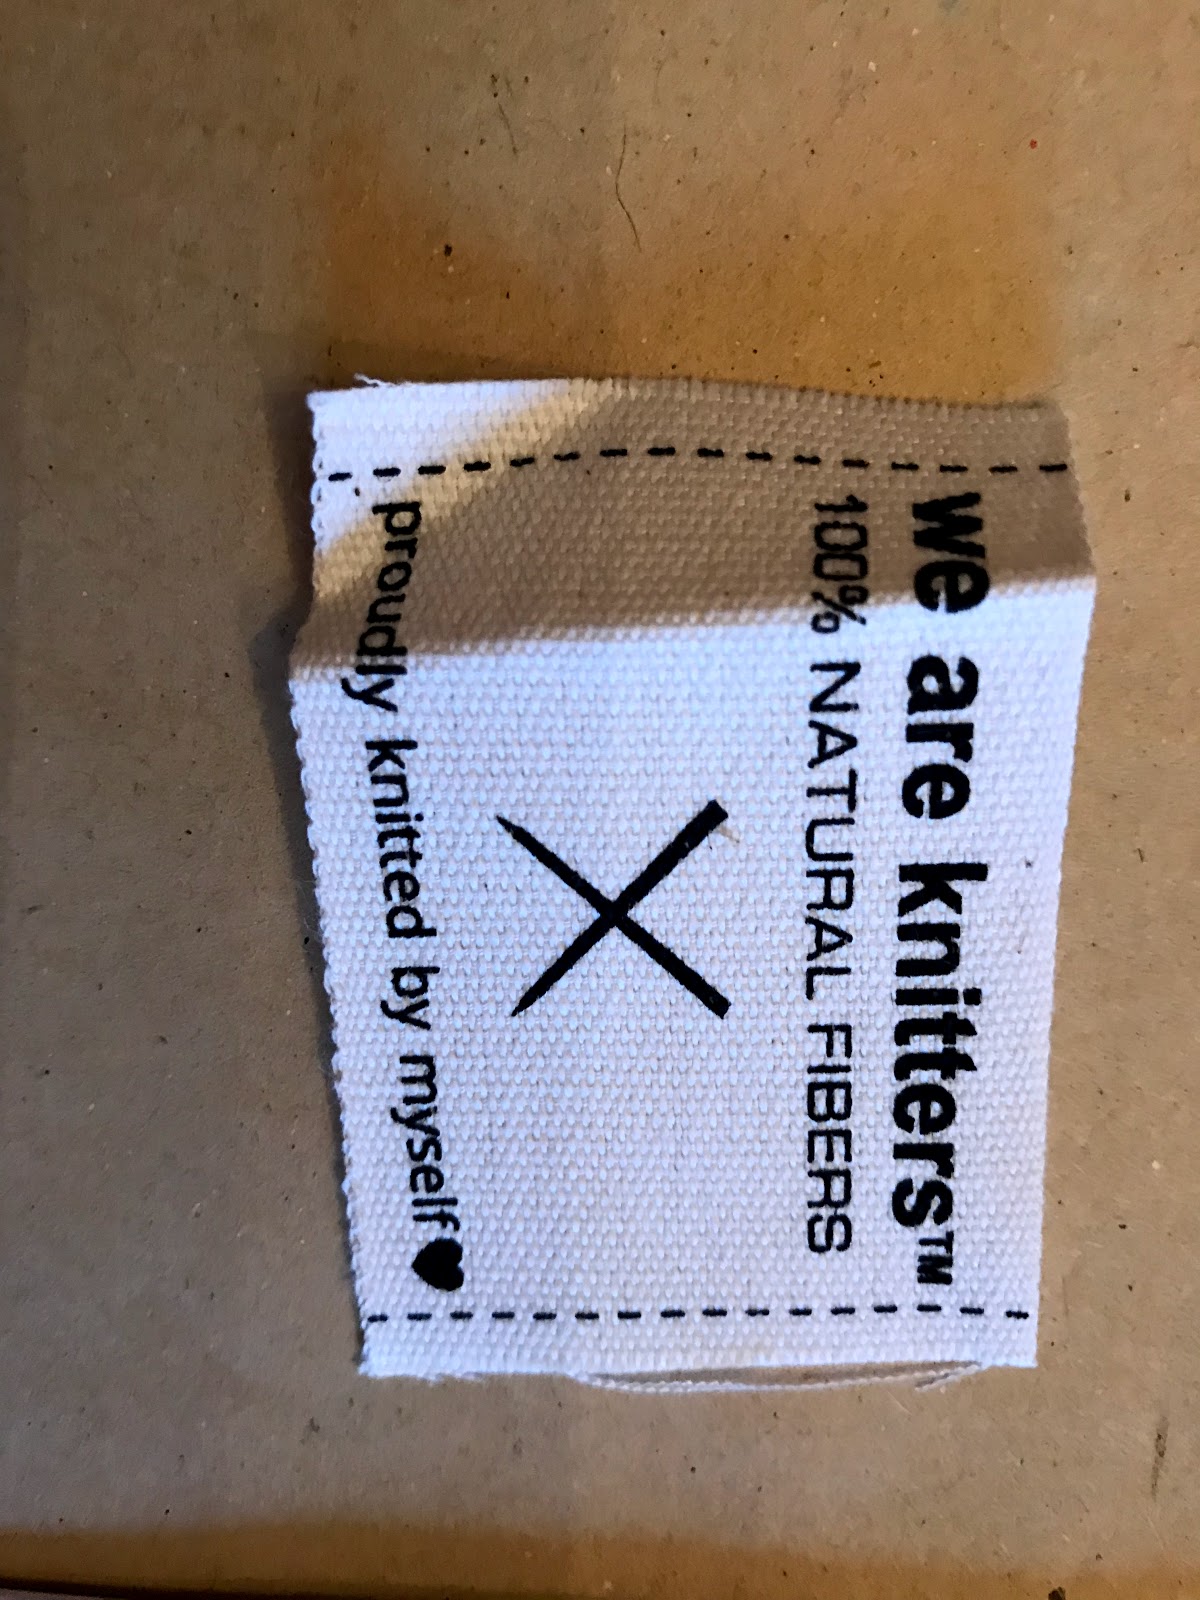 we are knitters™
100% NATURAL FIBERS
proudly knitted by myself♥